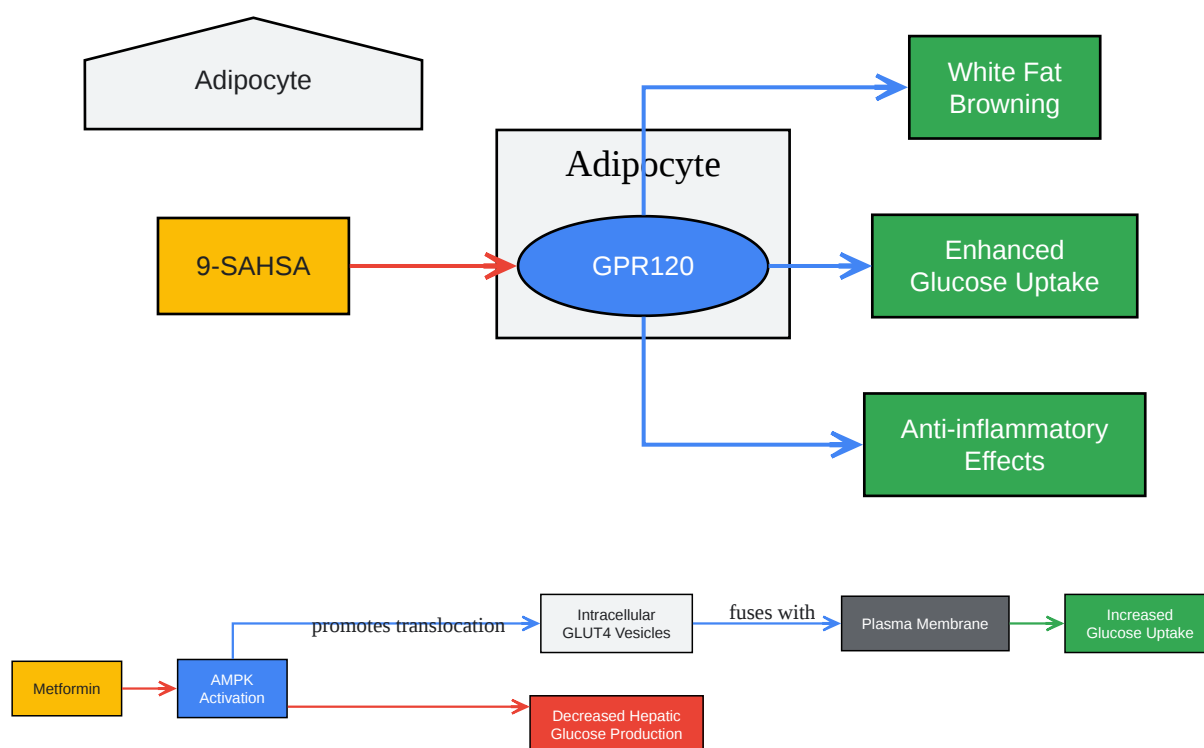 Adipocyte
White Fat
Browning
Adipocyte
9-SAHSA
GPR120
Enhanced
Glucose Uptake
Anti-inflammatory
Effects
promotes translocation
Intracellular
GLUT4 Vesicles
fuses with
Plasma Membrane
Increased
Glucose Uptake
Metformin
AMPK
Activation
Decreased Hepatic
Glucose Production